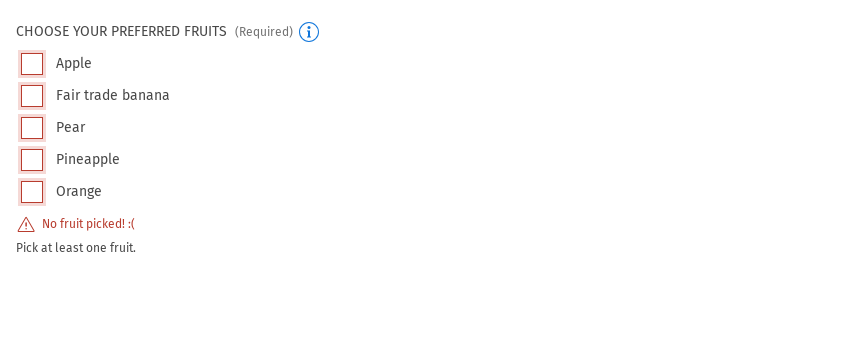 CHOOSE YOUR PREFERRED FRUITS (Required)
Apple
Fair trade banana
Pear
Pineapple
Orange
No fruit picked! :(
Pick at least one fruit.